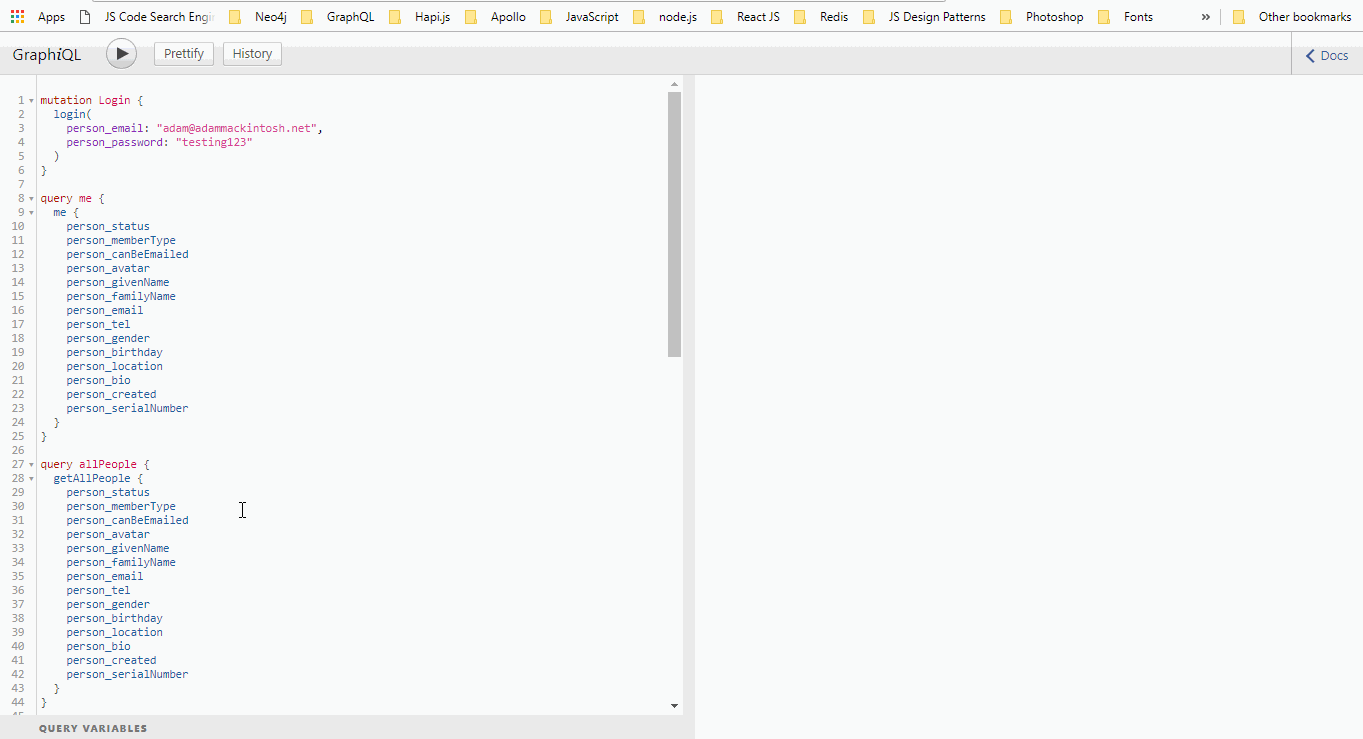 Apps JS Code Search Engi Neo4j GraphQL Hapi.js Apollo JavaScript node.js React JS Redis JS Design Patterns Photoshop Fonts » Other bookmarks
GraphiQL Prettify History Docs
1 mutation Login {
2 login(
3 person_email: "adam@adammackintosh.net",
4 person_password: "testing123"
5 )
6 }
7
8 query me {
9 me {
10 person_status
11 person_memberType
12 person_canBeEmailed
13 person_avatar
14 person_givenName
15 person_familyName
16 person_email
17 person_tel
18 person_gender
19 person_birthday
20 person_location
21 person_bio
22 person_created
23 person_serialNumber
24 }
25 }
26
27 query allPeople {
28 getAllPeople {
29 person_status
30 person_memberType
31 person_canBeEmailed
32 person_avatar
33 person_givenName
34 person_familyName
35 person_email
36 person_tel
37 person_gender
38 person_birthday
39 person_location
40 person_bio
41 person_created
42 person_serialNumber
43 }
44 }
QUERY VARIABLES